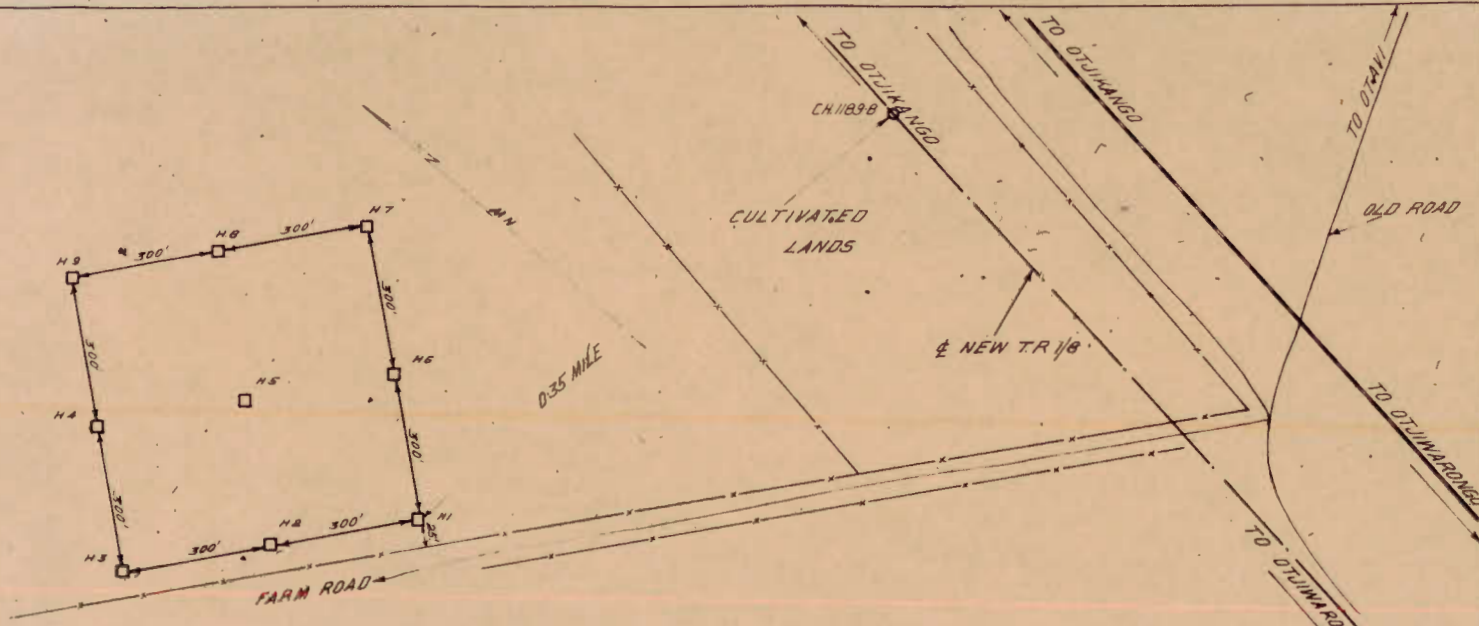 TO OTJIKANGO
TO OTJIKANGO
TO OTAVI
CH.1189·8
N
MN
CULTIVATED
LANDS
OLD ROAD
H7
300'
H8
300'
H9
300'
300'
₵ NEW T.R 1/8
H6
H5
0·35 MILE
H4
TO OTJIWARONGO
300'
300'
H1
300'
H2
300'
25'
H3
FARM ROAD
TO OTJIWARO